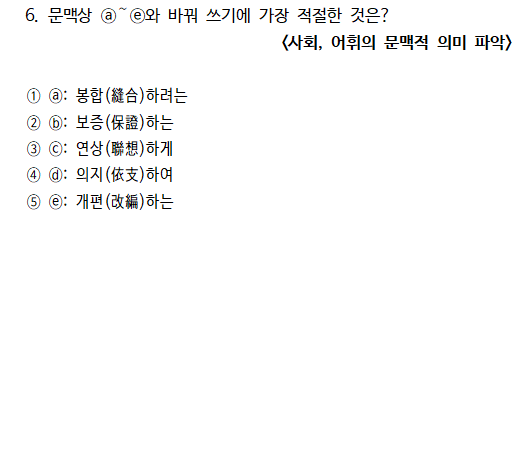 6. 문맥상 ⓐ~ⓔ와 바꿔 쓰기에 가장 적절한 것은?
<사회, 어휘의 문맥적 의미 파악>
① ⓐ: 봉합(縫合)하려는
② ⓑ: 보증(保證)하는
③ ⓒ: 연상(聯想)하게
④ ⓓ: 의지(依支)하여
⑤ ⓔ: 개편(改編)하는